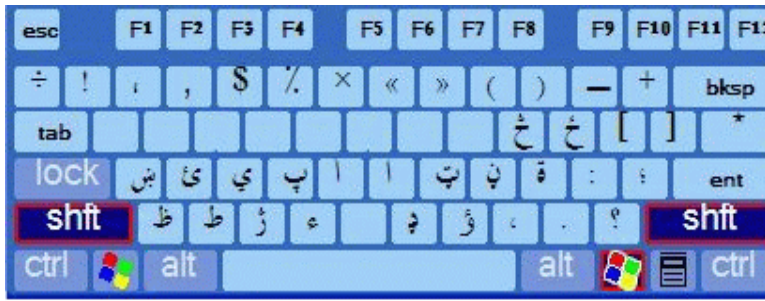 esc F1 F2 F3 F4 F5 F6 F7 F8 F9 F10 F11
÷ ! ، , $ ٪ × « » ( ) — + bksp
tab څ ځ [ ] *
lock ښ ئ ي پ ا ا ټ ڼ ة : ؛ ent
shft ظ ط ژ ء ډ ؤ ، . ؟ shft
ctrl alt alt ctrl